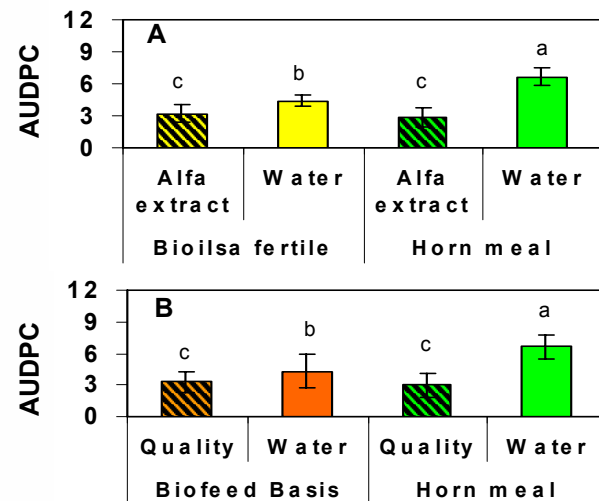 12
A
a
9
b
c
c
6
3
0
AUDPC
Alfa extract Water Alfa extract Water
Bioilsa fertile Horn meal
12
B
a
9
b
c
c
6
3
0
AUDPC
Quality Water Quality Water
Biofeed Basis Horn meal